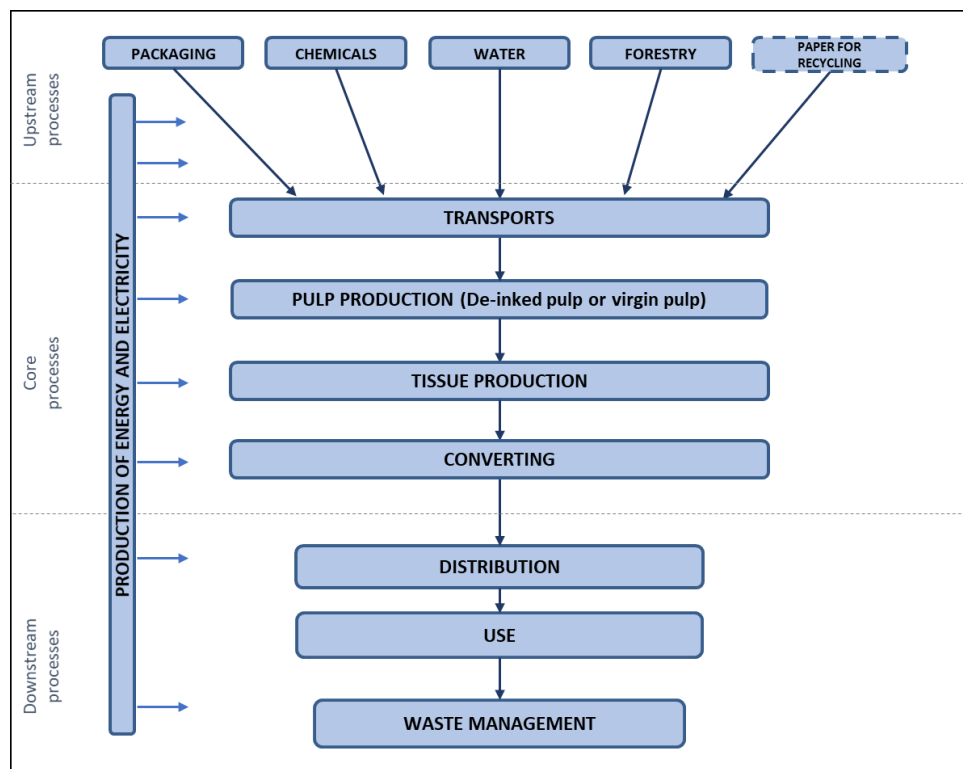 PACKAGING
CHEMICALS
WATER
FORESTRY
PAPER FOR
RECYCLING
Upstream
processes
PRODUCTION OF ENERGY AND ELECTRICITY
TRANSPORTS
PULP PRODUCTION (De-inked pulp or virgin pulp)
Core
processes
TISSUE PRODUCTION
CONVERTING
DISTRIBUTION
Downstream
processes
USE
WASTE MANAGEMENT